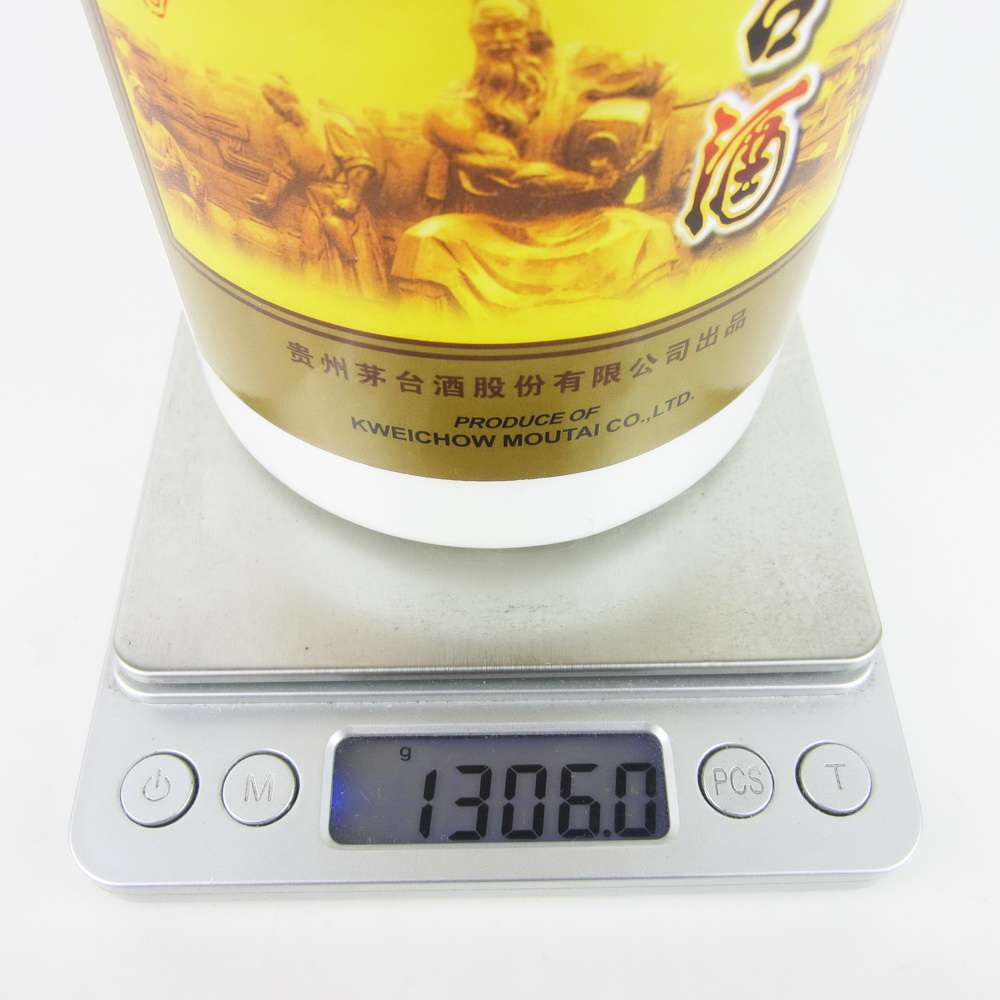 台
酒
贵州茅台酒股份有限公司出品
PRODUCE OF
KWEICHOW MOUTAI CO.,LTD.
g
1306.0
M
PCS
T